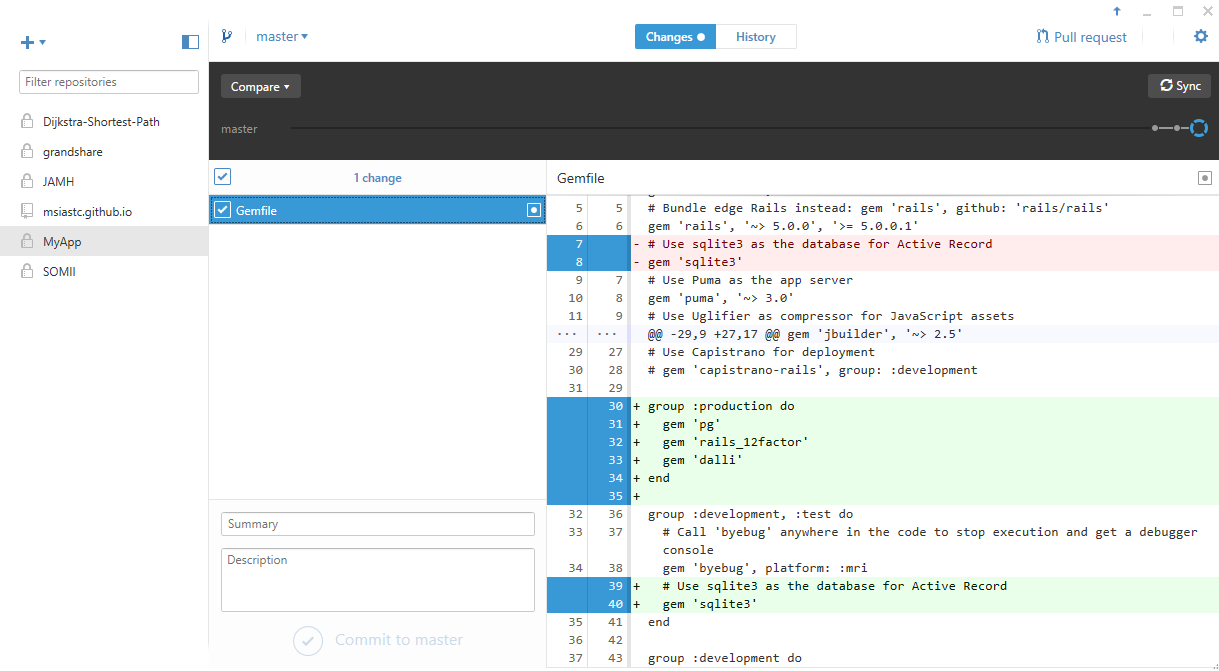 master
Changes
History
Pull request
Filter repositories
Dijkstra-Shortest-Path
grandshare
JAMH
msiastc.github.io
MyApp
SOMII
Compare
Sync
master
1 change
Gemfile
Summary
Description
Commit to master
Gemfile
5 5 # Bundle edge Rails instead: gem 'rails', github: 'rails/rails'
6 6 gem 'rails', '~> 5.0.0', '>= 5.0.0.1'
7 - # Use sqlite3 as the database for Active Record
8 - gem 'sqlite3'
9 7 # Use Puma as the app server
10 8 gem 'puma', '~> 3.0'
11 9 # Use Uglifier as compressor for JavaScript assets
... ... @@ -29,9 +27,17 @@ gem 'jbuilder', '~> 2.5'
29 27 # Use Capistrano for deployment
30 28 # gem 'capistrano-rails', group: :development
31 29
30 + group :production do
31 + gem 'pg'
32 + gem 'rails_12factor'
33 + gem 'dalli'
34 + end
35 +
32 36 group :development, :test do
33 37 # Call 'byebug' anywhere in the code to stop execution and get a debugger
console
34 38 gem 'byebug', platform: :mri
39 + # Use sqlite3 as the database for Active Record
40 + gem 'sqlite3'
35 41 end
36 42
37 43 group :development do